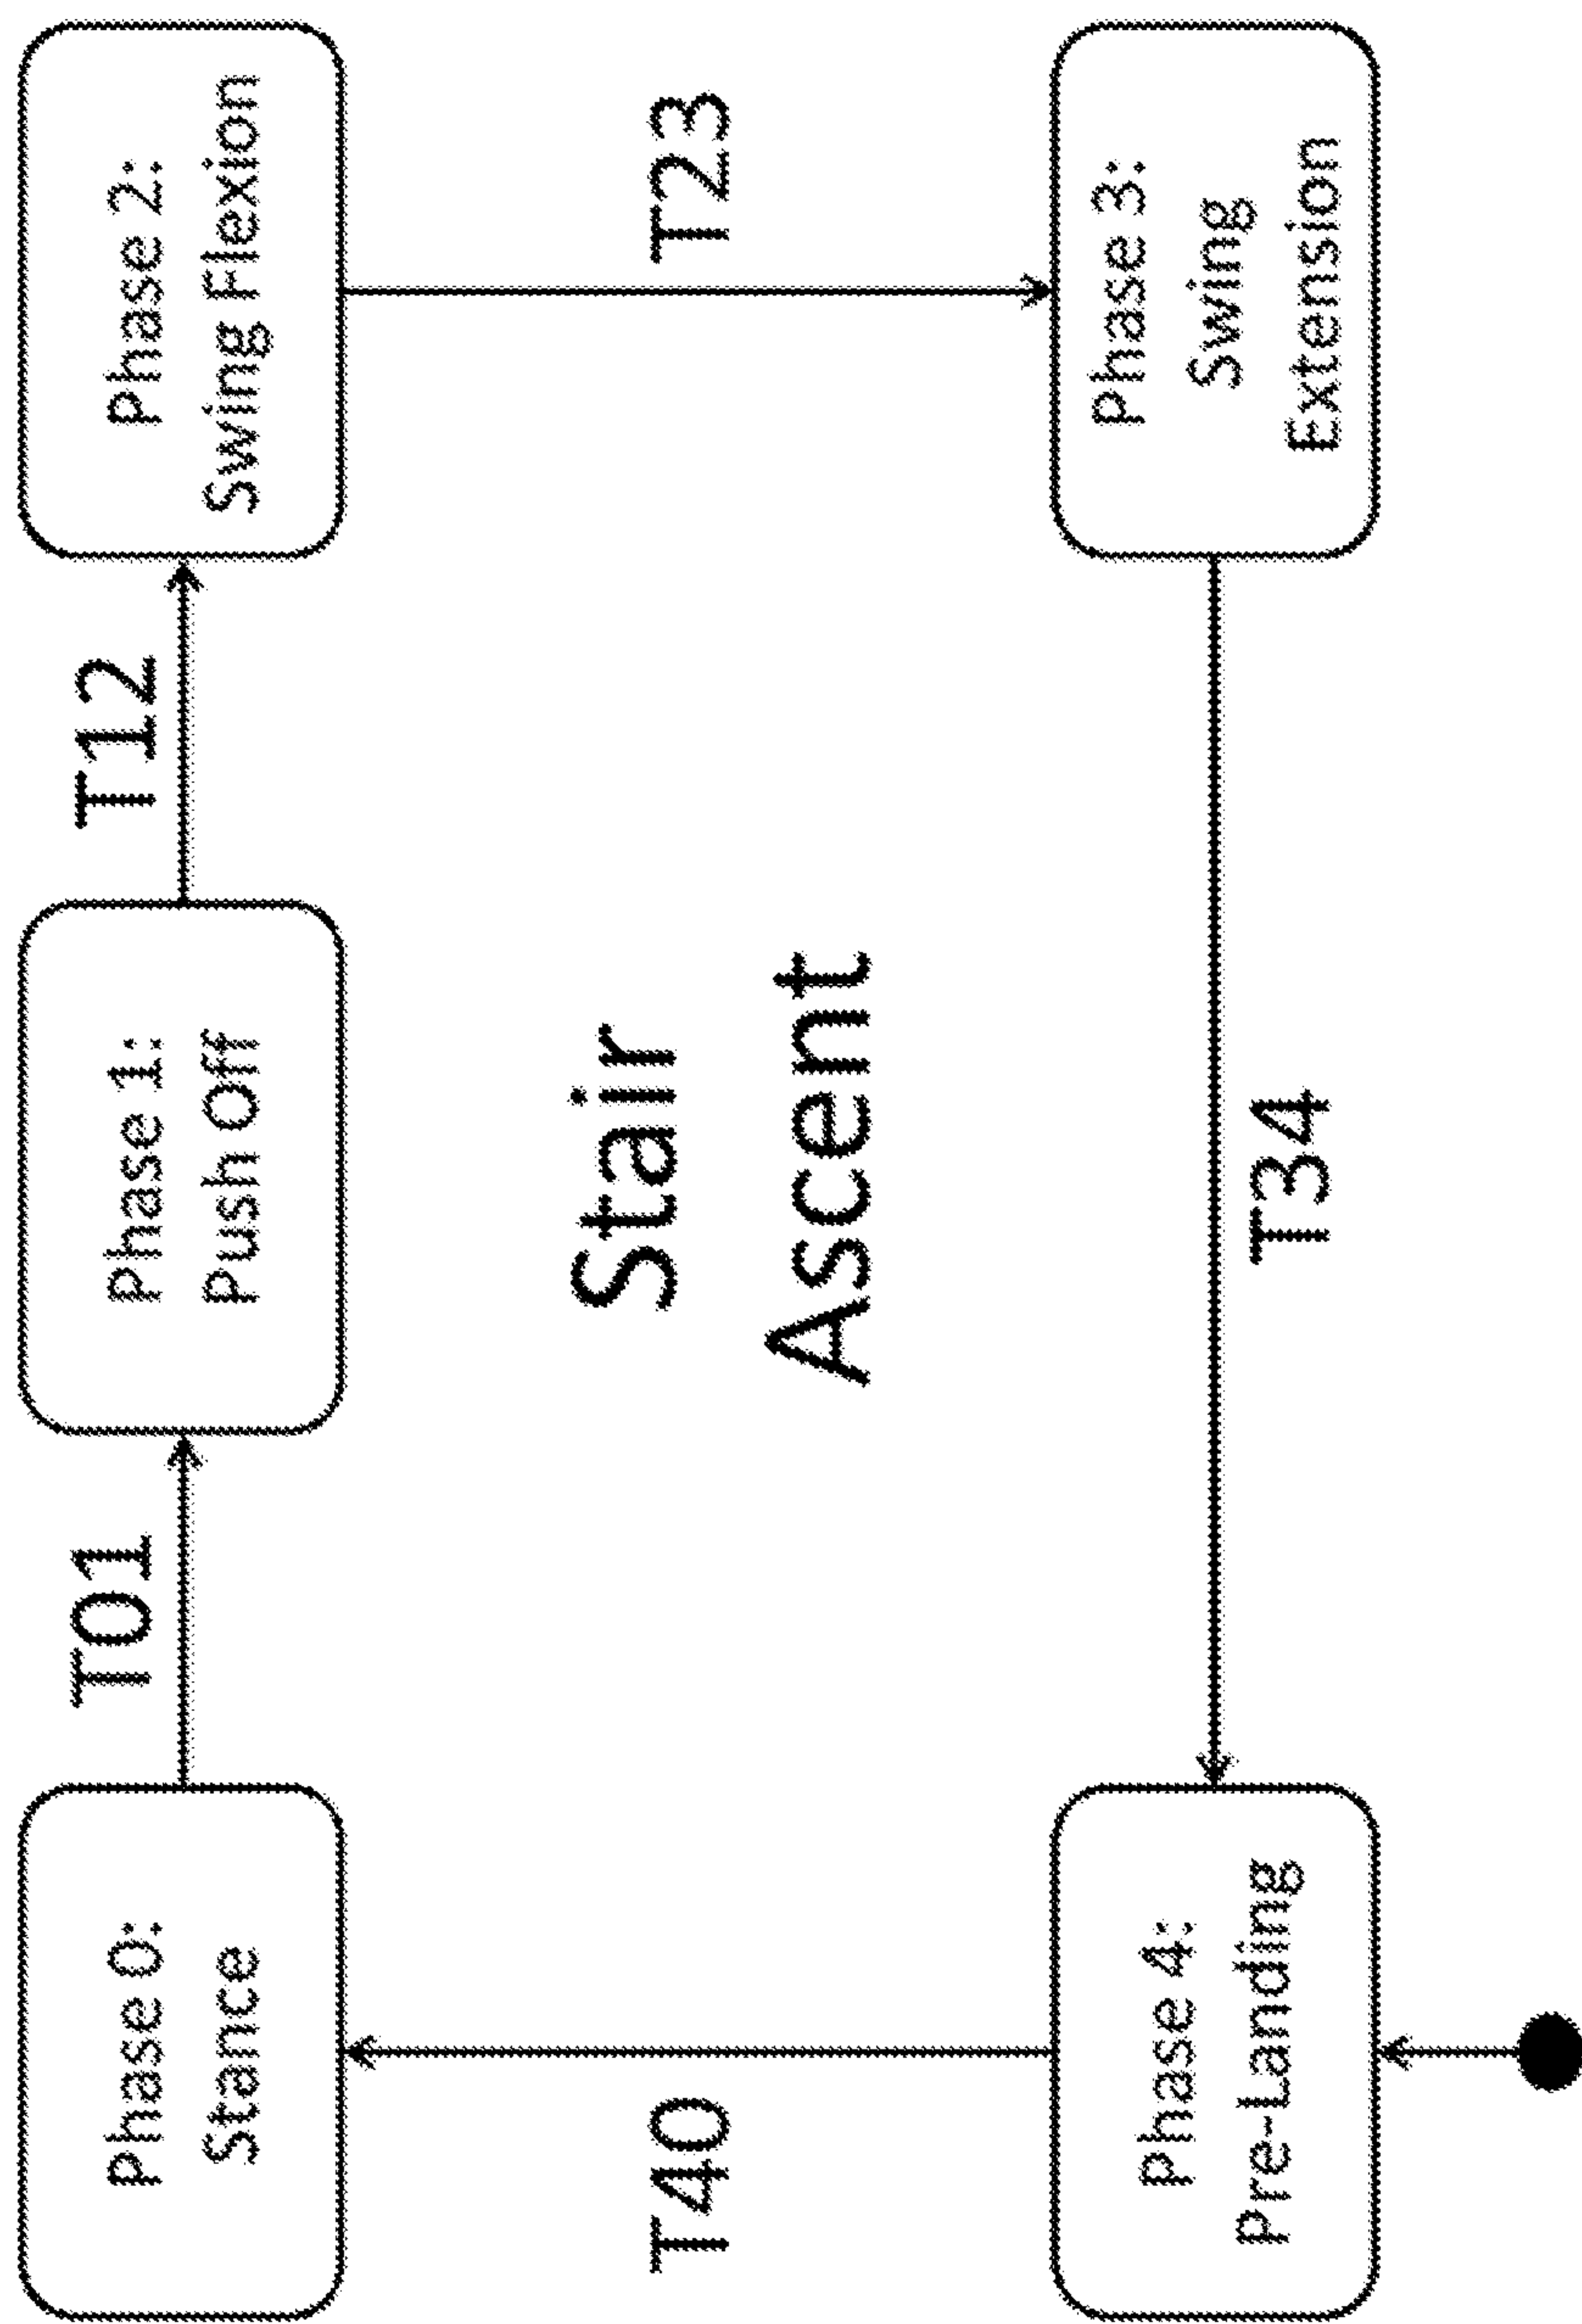 T01
T12
Phase 0:
Stance
Phase 1:
Push Off
Phase 2:
Swing Flexion
Stair
Ascent
T40
T23
Phase 4:
Pre-Landing
Phase 3:
Swing
Extension
T34